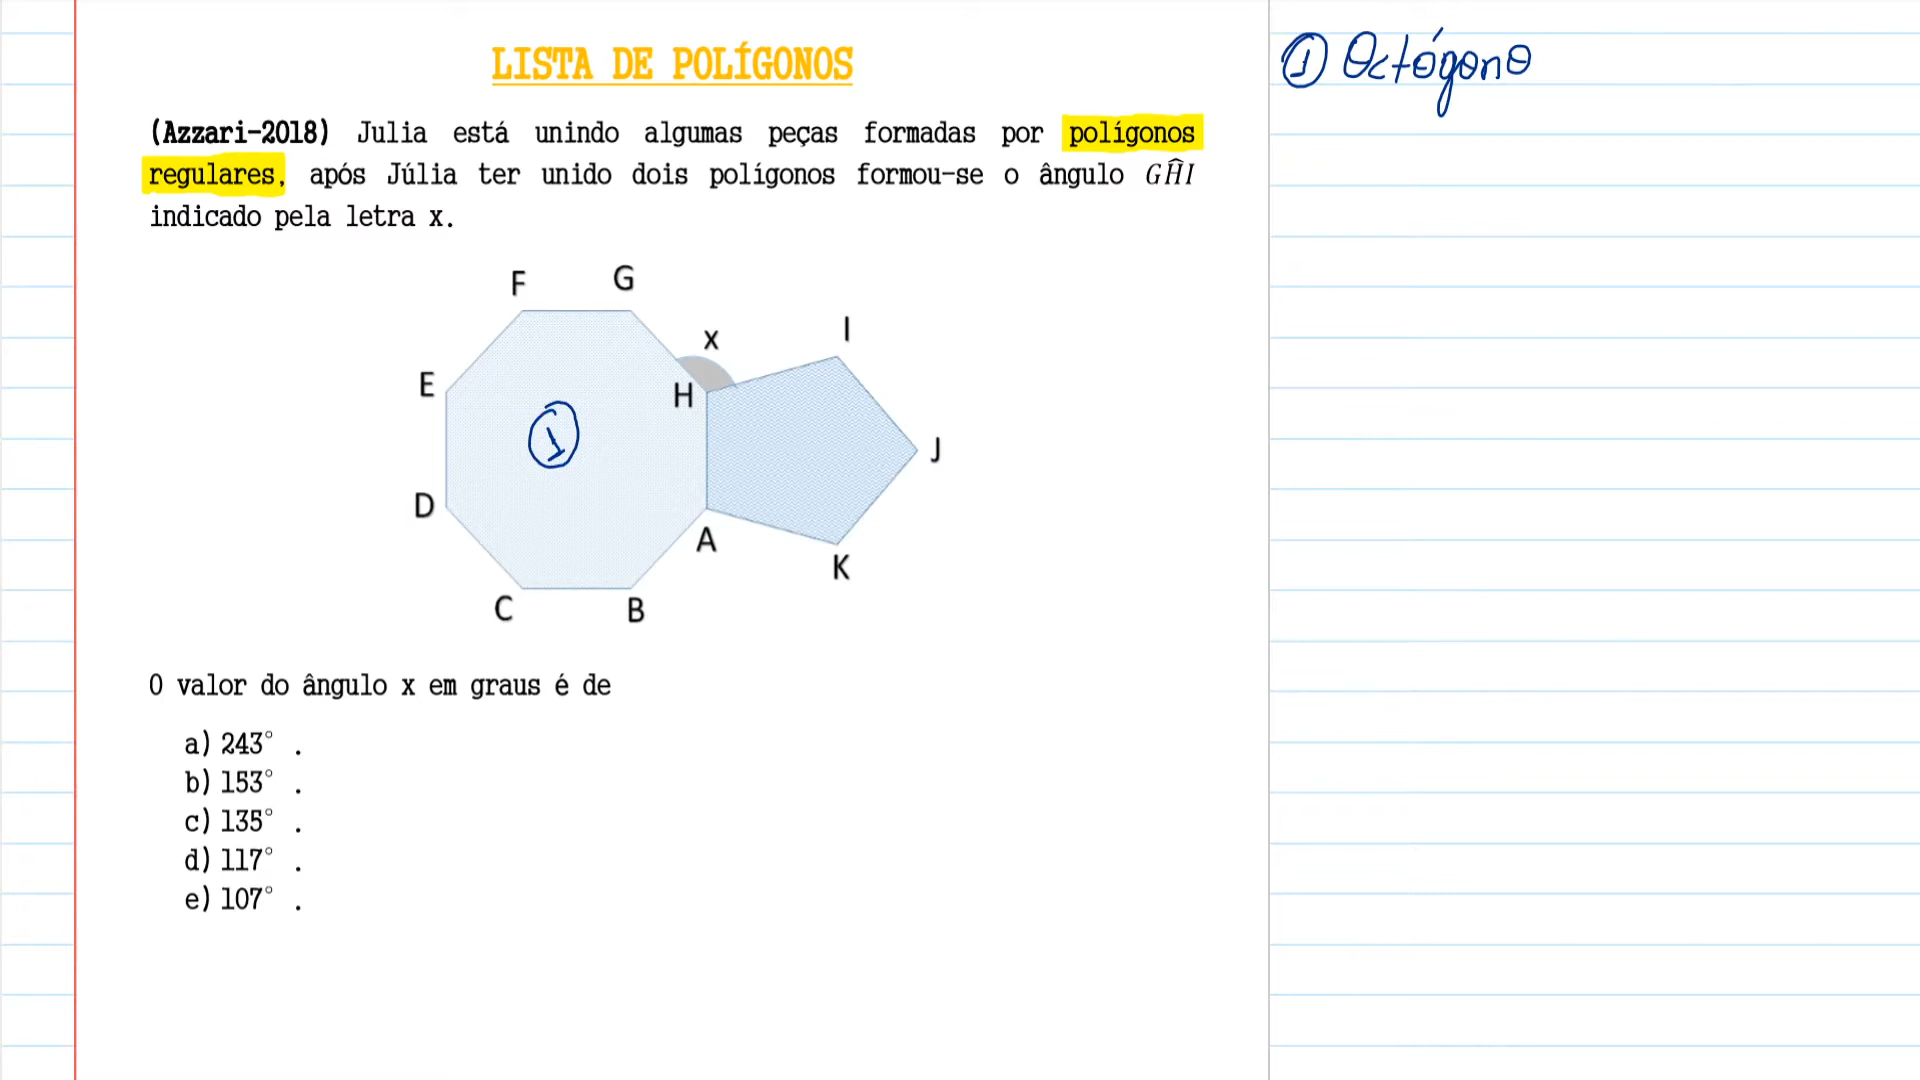 LISTA DE POLÍGONOS
① Octógono
(Azzari-2018) Julia está unindo algumas peças formadas por polígonos
regulares, após Júlia ter unido dois polígonos formou-se o ângulo GĤI
indicado pela letra x.
F G
x I
E H
①
J
D A
K
C B
O valor do ângulo x em graus é de
a) 243° .
b) 153° .
c) 135° .
d) 117° .
e) 107° .